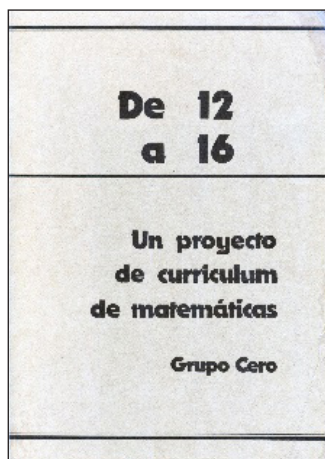 De 12
a 16
Un proyecto
de curriculum
de matemáticas
Grupo Cero